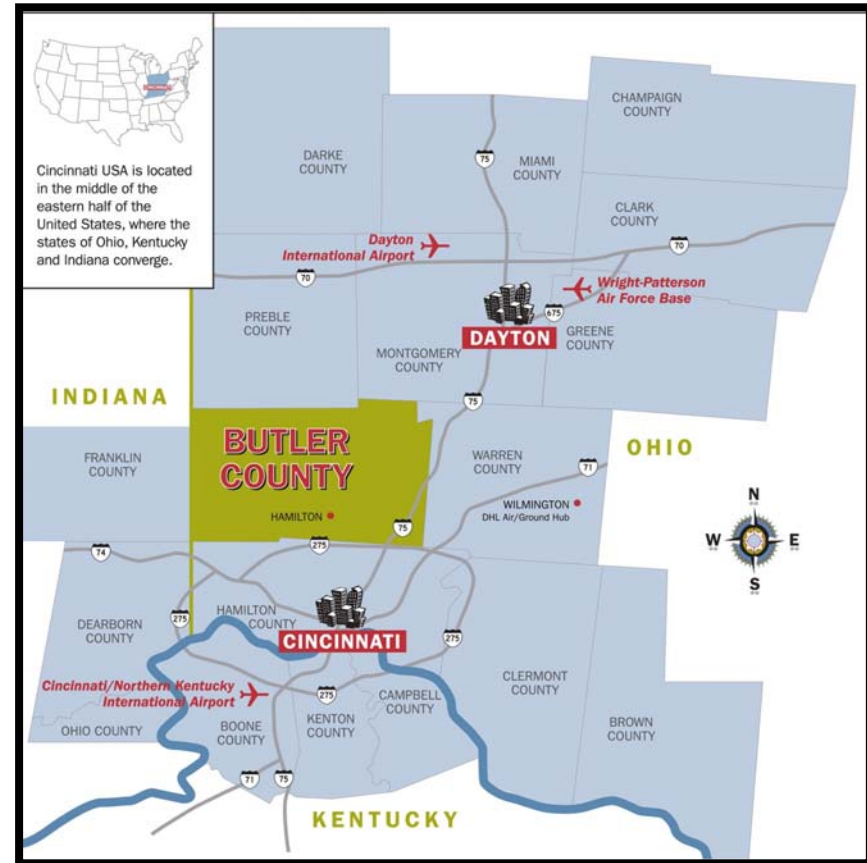 CINCINNATI
Cincinnati USA is located
in the middle of the
eastern half of the
United States, where the
states of Ohio, Kentucky
and Indiana converge.
CHAMPAIGN
COUNTY
DARKE
COUNTY
75
MIAMI
COUNTY
CLARK
COUNTY
Dayton
International Airport
70
70
Wright-Patterson
Air Force Base
675
PREBLE
COUNTY
DAYTON
GREENE
COUNTY
MONTGOMERY
COUNTY
75
INDIANA
BUTLER
COUNTY
OHIO
FRANKLIN
COUNTY
WARREN
COUNTY
71
HAMILTON
WILMINGTON
DHL Air/Ground Hub
75
275
74
N
W
E
S
DEARBORN
COUNTY
275
HAMILTON
COUNTY
CINCINNATI
275
CLERMONT
COUNTY
Cincinnati/Northern Kentucky
International Airport
275
CAMPBELL
COUNTY
OHIO COUNTY
BOONE
COUNTY
KENTON
COUNTY
BROWN
COUNTY
71
75
KENTUCKY